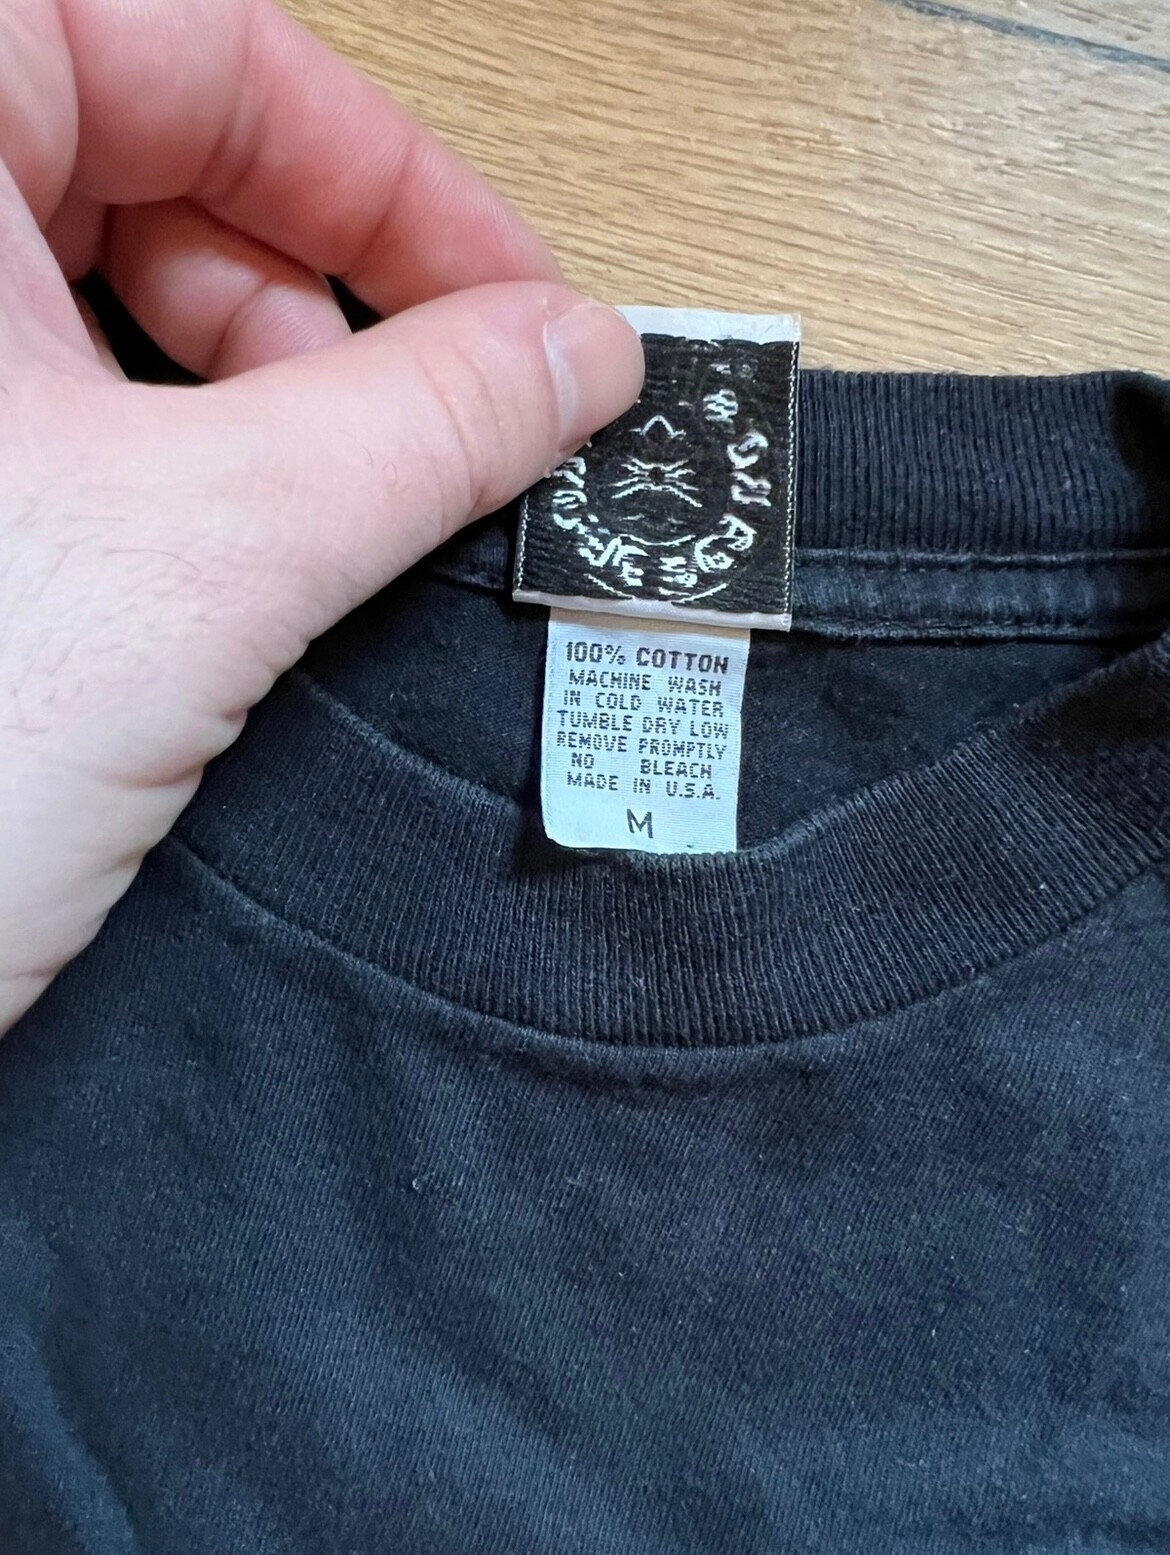 100% COTTON
MACHINE WASH
IN COLD WATER
TUMBLE DRY LOW
REMOVE PROMPTLY
NO BLEACH
MADE IN U.S.A.
M